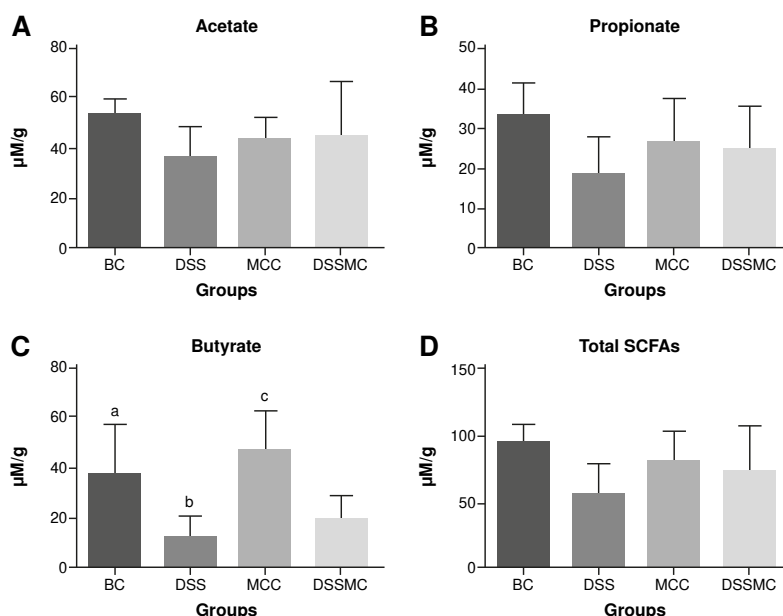 A
Acetate
80
60
40
20
0
µM/g
BC DSS MCC DSSMC
Groups
B
Propionate
50
40
30
20
10
0
µM/g
BC DSS MCC DSSMC
Groups
C
Butyrate
80
60
40
20
0
µM/g
a
b
c
BC DSS MCC DSSMC
Groups
D
Total SCFAs
150
100
50
0
µM/g
BC DSS MCC DSSMC
Groups